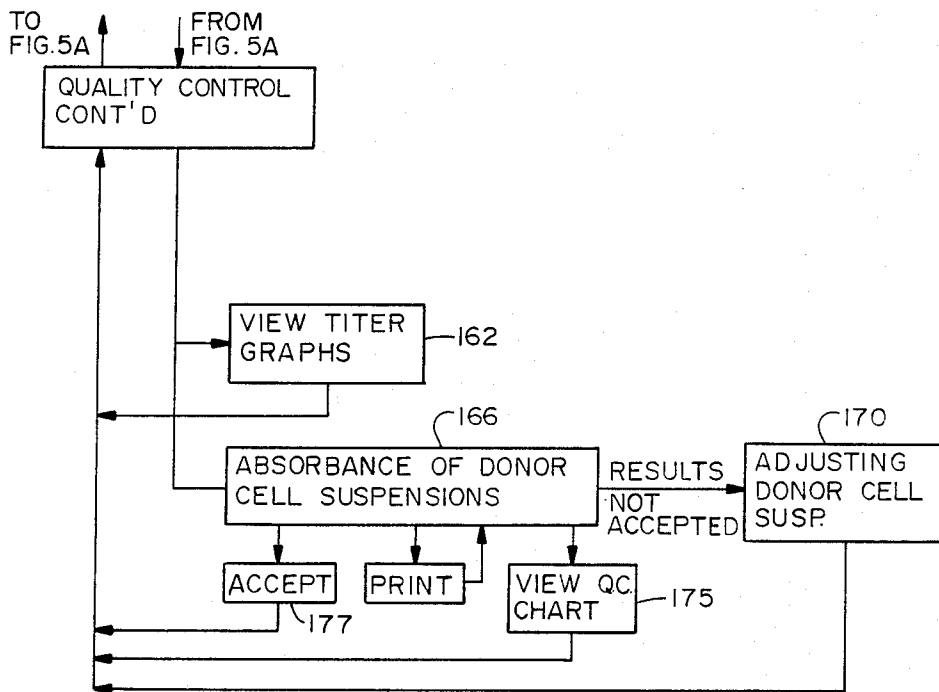 TO
FIG.5A
FROM
FIG. 5A
QUALITY CONTROL
CONT'D
VIEW TITER
GRAPHS
162
166
ABSORBANCE OF DONOR
CELL SUSPENSIONS
RESULTS
NOT
ACCEPTED
170
ADJUSTING
DONOR CELL
SUSP.
ACCEPT
177
PRINT
VIEW Q.C.
CHART
175